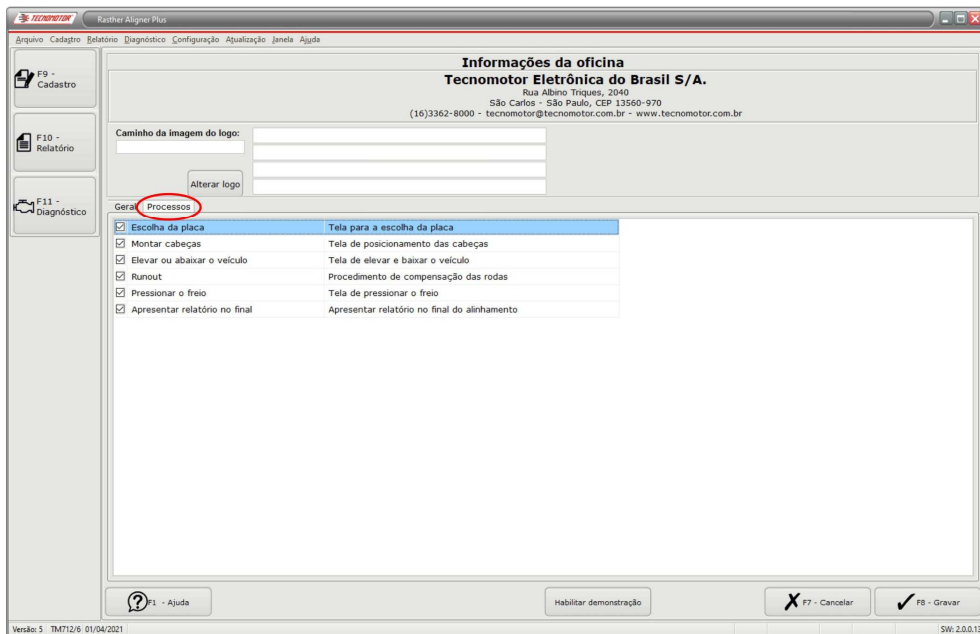 TECNOMOTOR Rasther Aligner Plus
Arquivo Cadastro Relatório Diagnóstico Configuração Atualização Janela Ajuda
F9 -
Cadastro
F10 -
Relatório
F11 -
Diagnóstico
Informações da oficina
Tecnomotor Eletrônica do Brasil S/A.
Rua Albino Triques, 2040
São Carlos - São Paulo, CEP 13560-970
(16)3362-8000 - tecnomotor@tecnomotor.com.br - www.tecnomotor.com.br
Caminho da imagem do logo:
Alterar logo
Geral Processos
Escolha da placa Tela para a escolha da placa
Montar cabeças Tela de posicionamento das cabeças
Elevar ou abaixar o veículo Tela de elevar e baixar o veículo
Runout Procedimento de compensação das rodas
Pressionar o freio Tela de pressionar o freio
Apresentar relatório no final Apresentar relatório no final do alinhamento
F1 - Ajuda Habilitar demonstração F7 - Cancelar F8 - Gravar
Versão: 5 TM712/6 01/04/2021 SW: 2.0.0.13